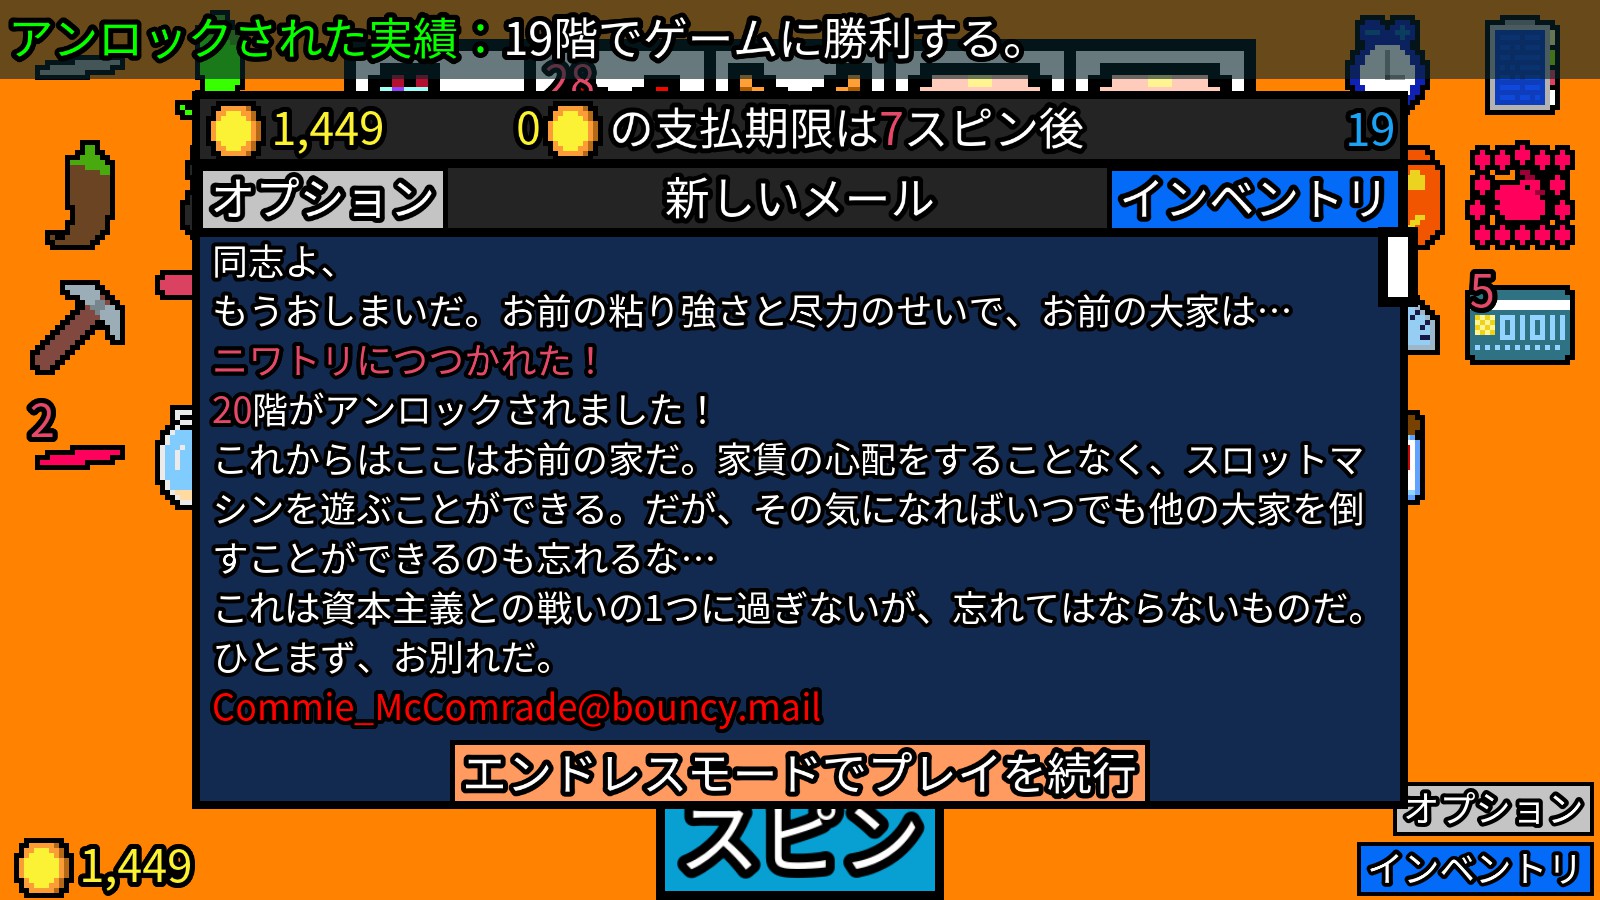 アンロックされた実績：19階でゲームに勝利する。
28
1,449 0 の支払期限は7スピン後 19
オプション 新しいメール インベントリ
同志よ、
もうおしまいだ。お前の粘り強さと尽力のせいで、お前の大家は…
ニワトリにつつかれた！
20階がアンロックされました！
これからはここはお前の家だ。家賃の心配をすることなく、スロットマ
シンを遊ぶことができる。だが、その気になればいつでも他の大家を倒
すことができるのも忘れるな…
これは資本主義との戦いの1つに過ぎないが、忘れてはならないものだ。
ひとまず、お別れだ。
Commie_McComrade@bouncy.mail
エンドレスモードでプレイを続行
5
2
スピン
オプション
インベントリ
1,449